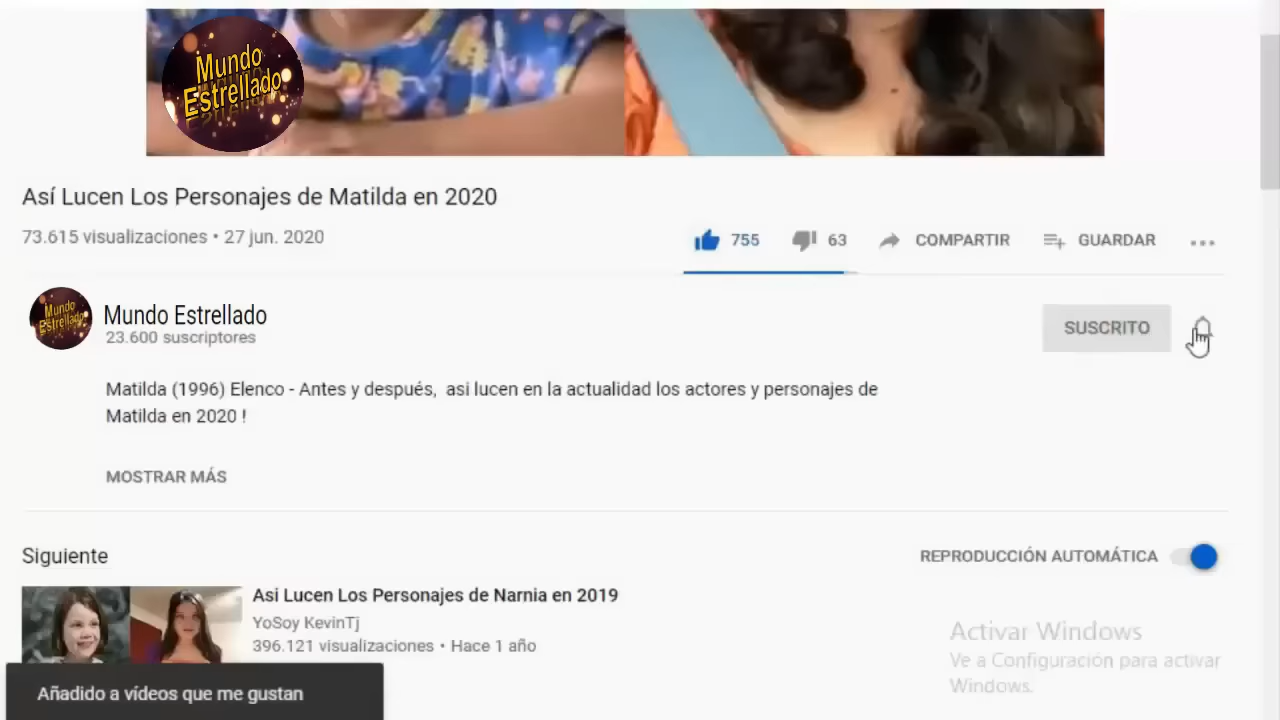 Mundo
Estrellado
Así Lucen Los Personajes de Matilda en 2020
73.615 visualizaciones • 27 jun. 2020
755
63
COMPARTIR
GUARDAR
Mundo
Estrellado
Mundo Estrellado
23.600 suscriptores
SUSCRITO
Matilda (1996) Elenco - Antes y después, asi lucen en la actualidad los actores y personajes de
Matilda en 2020 !
MOSTRAR MÁS
Siguiente
REPRODUCCIÓN AUTOMÁTICA
Asi Lucen Los Personajes de Narnia en 2019
YoSoy KevinTj
396.121 visualizaciones • Hace 1 año
Activar Windows
Ve a Configuración para activar
Windows.
Añadido a vídeos que me gustan